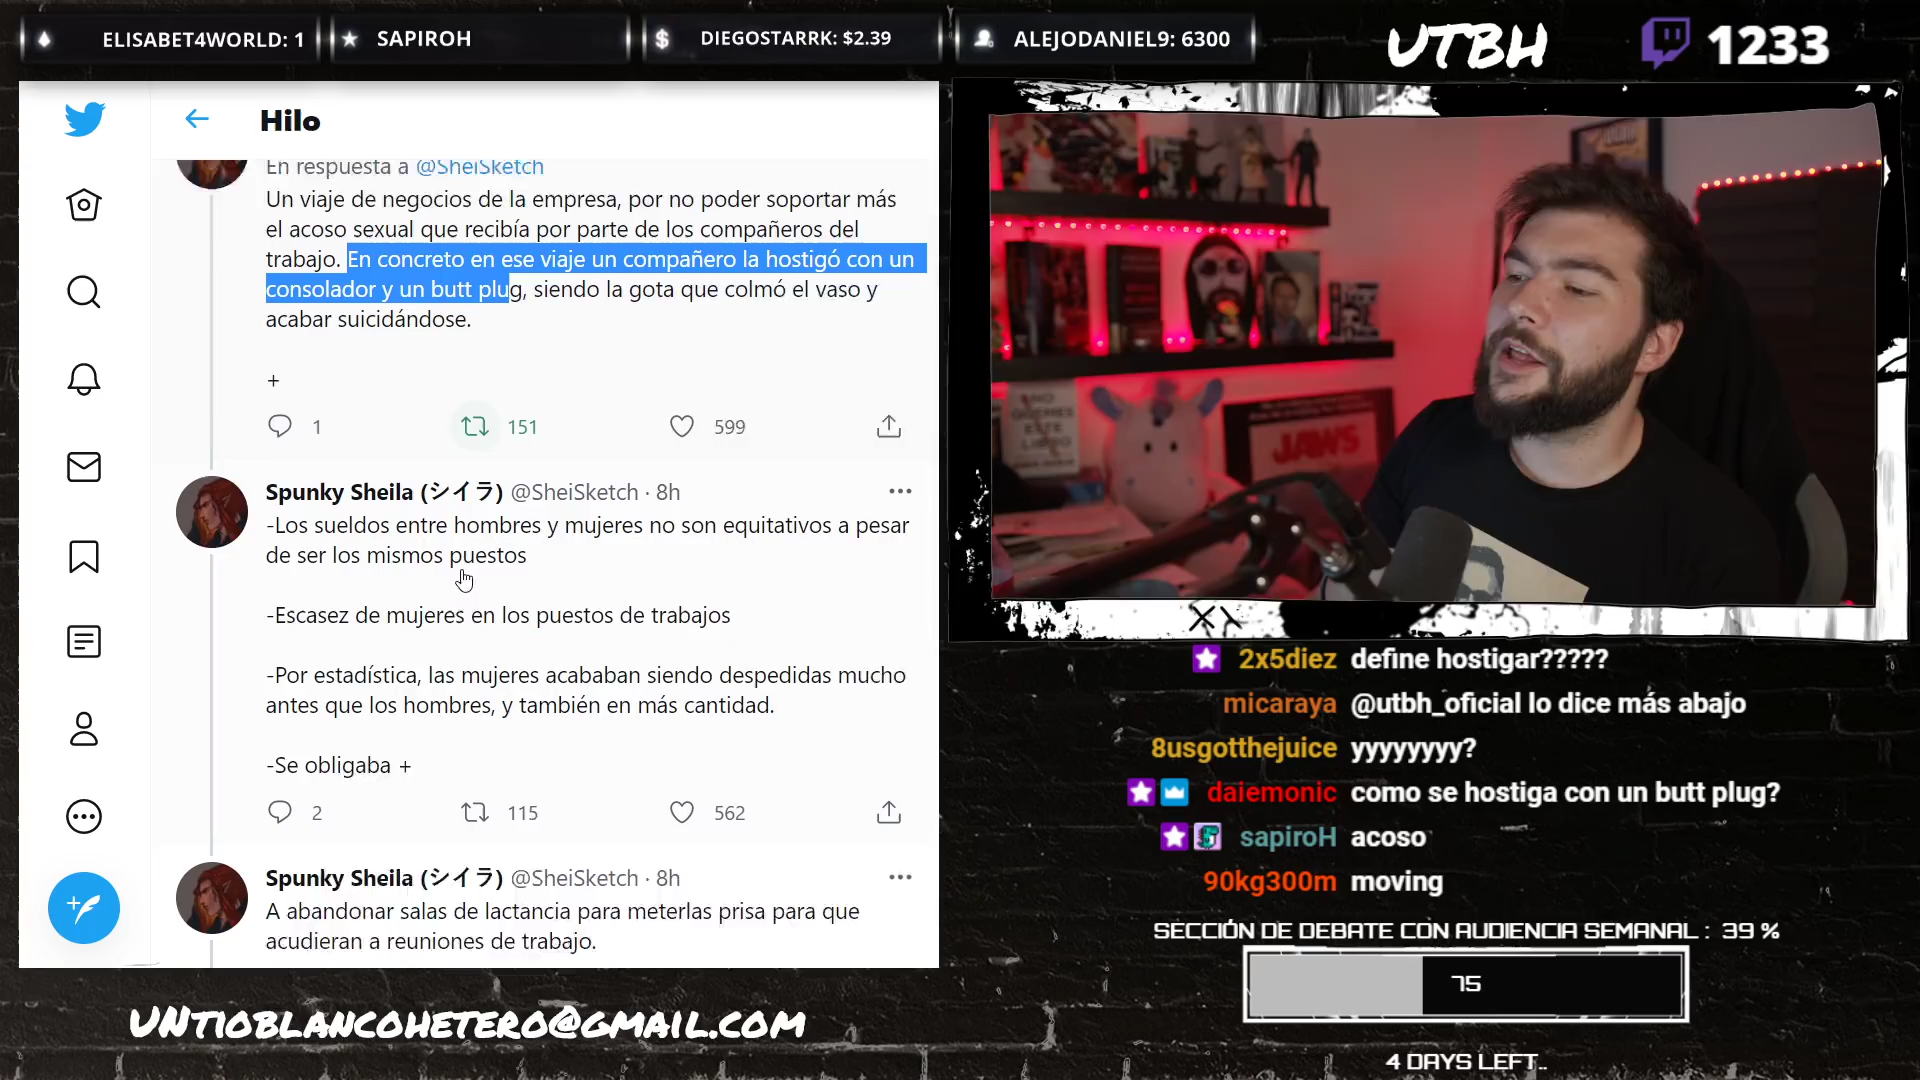 ELISABET4WORLD: 1
SAPIROH
DIEGOSTARRK: $2.39
ALEJODANIEL9: 6300
UTBH
1233
Hilo
En respuesta a @SheiSketch
Un viaje de negocios de la empresa, por no poder soportar más
el acoso sexual que recibía por parte de los compañeros del
trabajo. En concreto en ese viaje un compañero la hostigó con un
consolador y un butt plug, siendo la gota que colmó el vaso y
acabar suicidándose.
+
1 151 599
Spunky Sheila (シイラ) @SheiSketch · 8h
-Los sueldos entre hombres y mujeres no son equitativos a pesar
de ser los mismos puestos
-Escasez de mujeres en los puestos de trabajos
-Por estadística, las mujeres acababan siendo despedidas mucho
antes que los hombres, y también en más cantidad.
-Se obligaba +
2 115 562
Spunky Sheila (シイラ) @SheiSketch · 8h
A abandonar salas de lactancia para meterlas prisa para que
acudieran a reuniones de trabajo.
NO
QUEMES
ESTE
LIBRO
JAWS
2x5diez define hostigar?????
micaraya @utbh_oficial lo dice más abajo
8usgotthejuice yyyyyyyy?
daiemonic como se hostiga con un butt plug?
sapiroH acoso
90kg300m moving
SECCIÓN DE DEBATE CON AUDIENCIA SEMANAL : 39 %
75
4 DAYS LEFT..
UNTIOBLANCOHETERO@GMAIL.COM